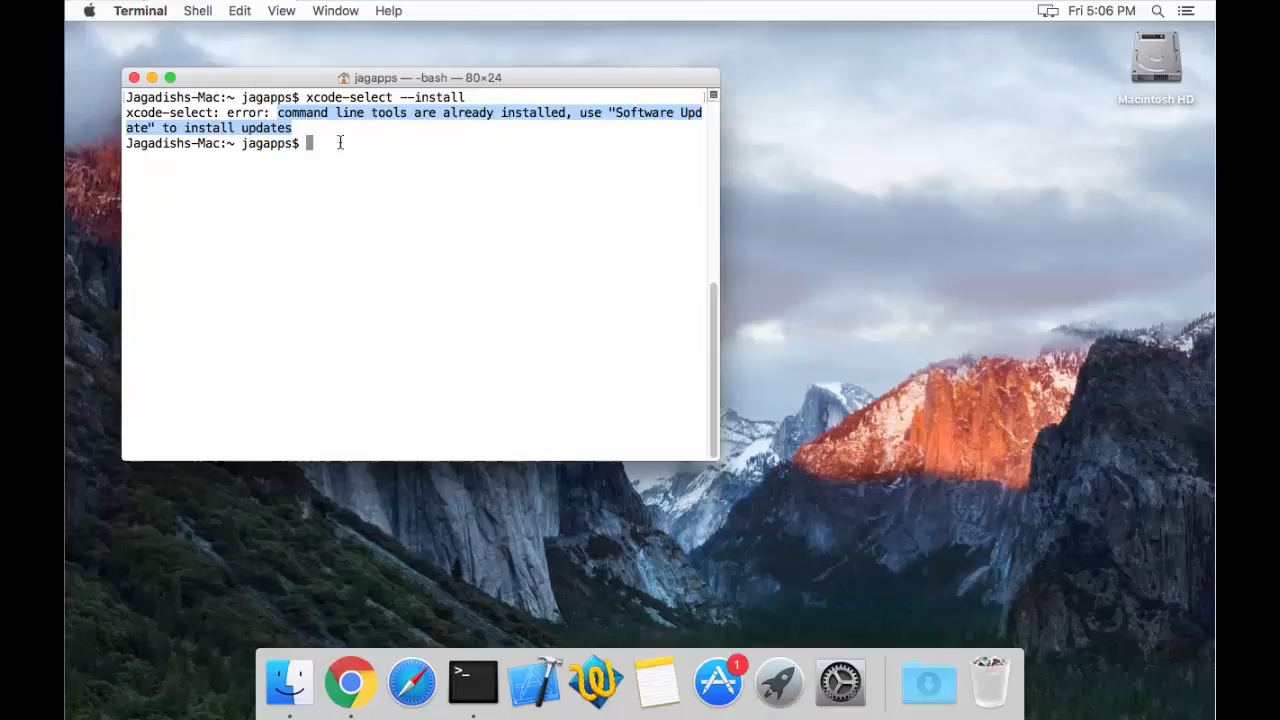 Terminal Shell Edit View Window Help Fri 5:06 PM
Macintosh HD
jagapps — -bash — 80×24
Jagadishs-Mac:~ jagapps$ xcode-select --install
xcode-select: error: command line tools are already installed, use "Software Upd
ate" to install updates
Jagadishs-Mac:~ jagapps$
>_
1